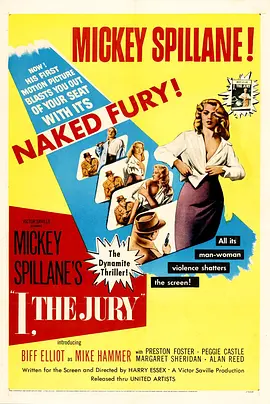 MICKEY SPILLANE!
NOW!
HIS FIRST
MOTION PICTURE
BLASTS YOU OUT
OF YOUR SEAT
WITH ITS
NAKED FURY!
All its
man-woman
violence shatters
the screen!
The
Dynamite
Thriller!
MICKEY
SPILLANE'S
"I, THE JURY"
introducing
BIFF ELLIOT AS MIKE HAMMER
with PRESTON FOSTER · PEGGIE CASTLE
MARGARET SHERIDAN · ALAN REED
Written for the Screen and Directed by HARRY ESSEX · A Victor Saville Production
Released thru UNITED ARTISTS